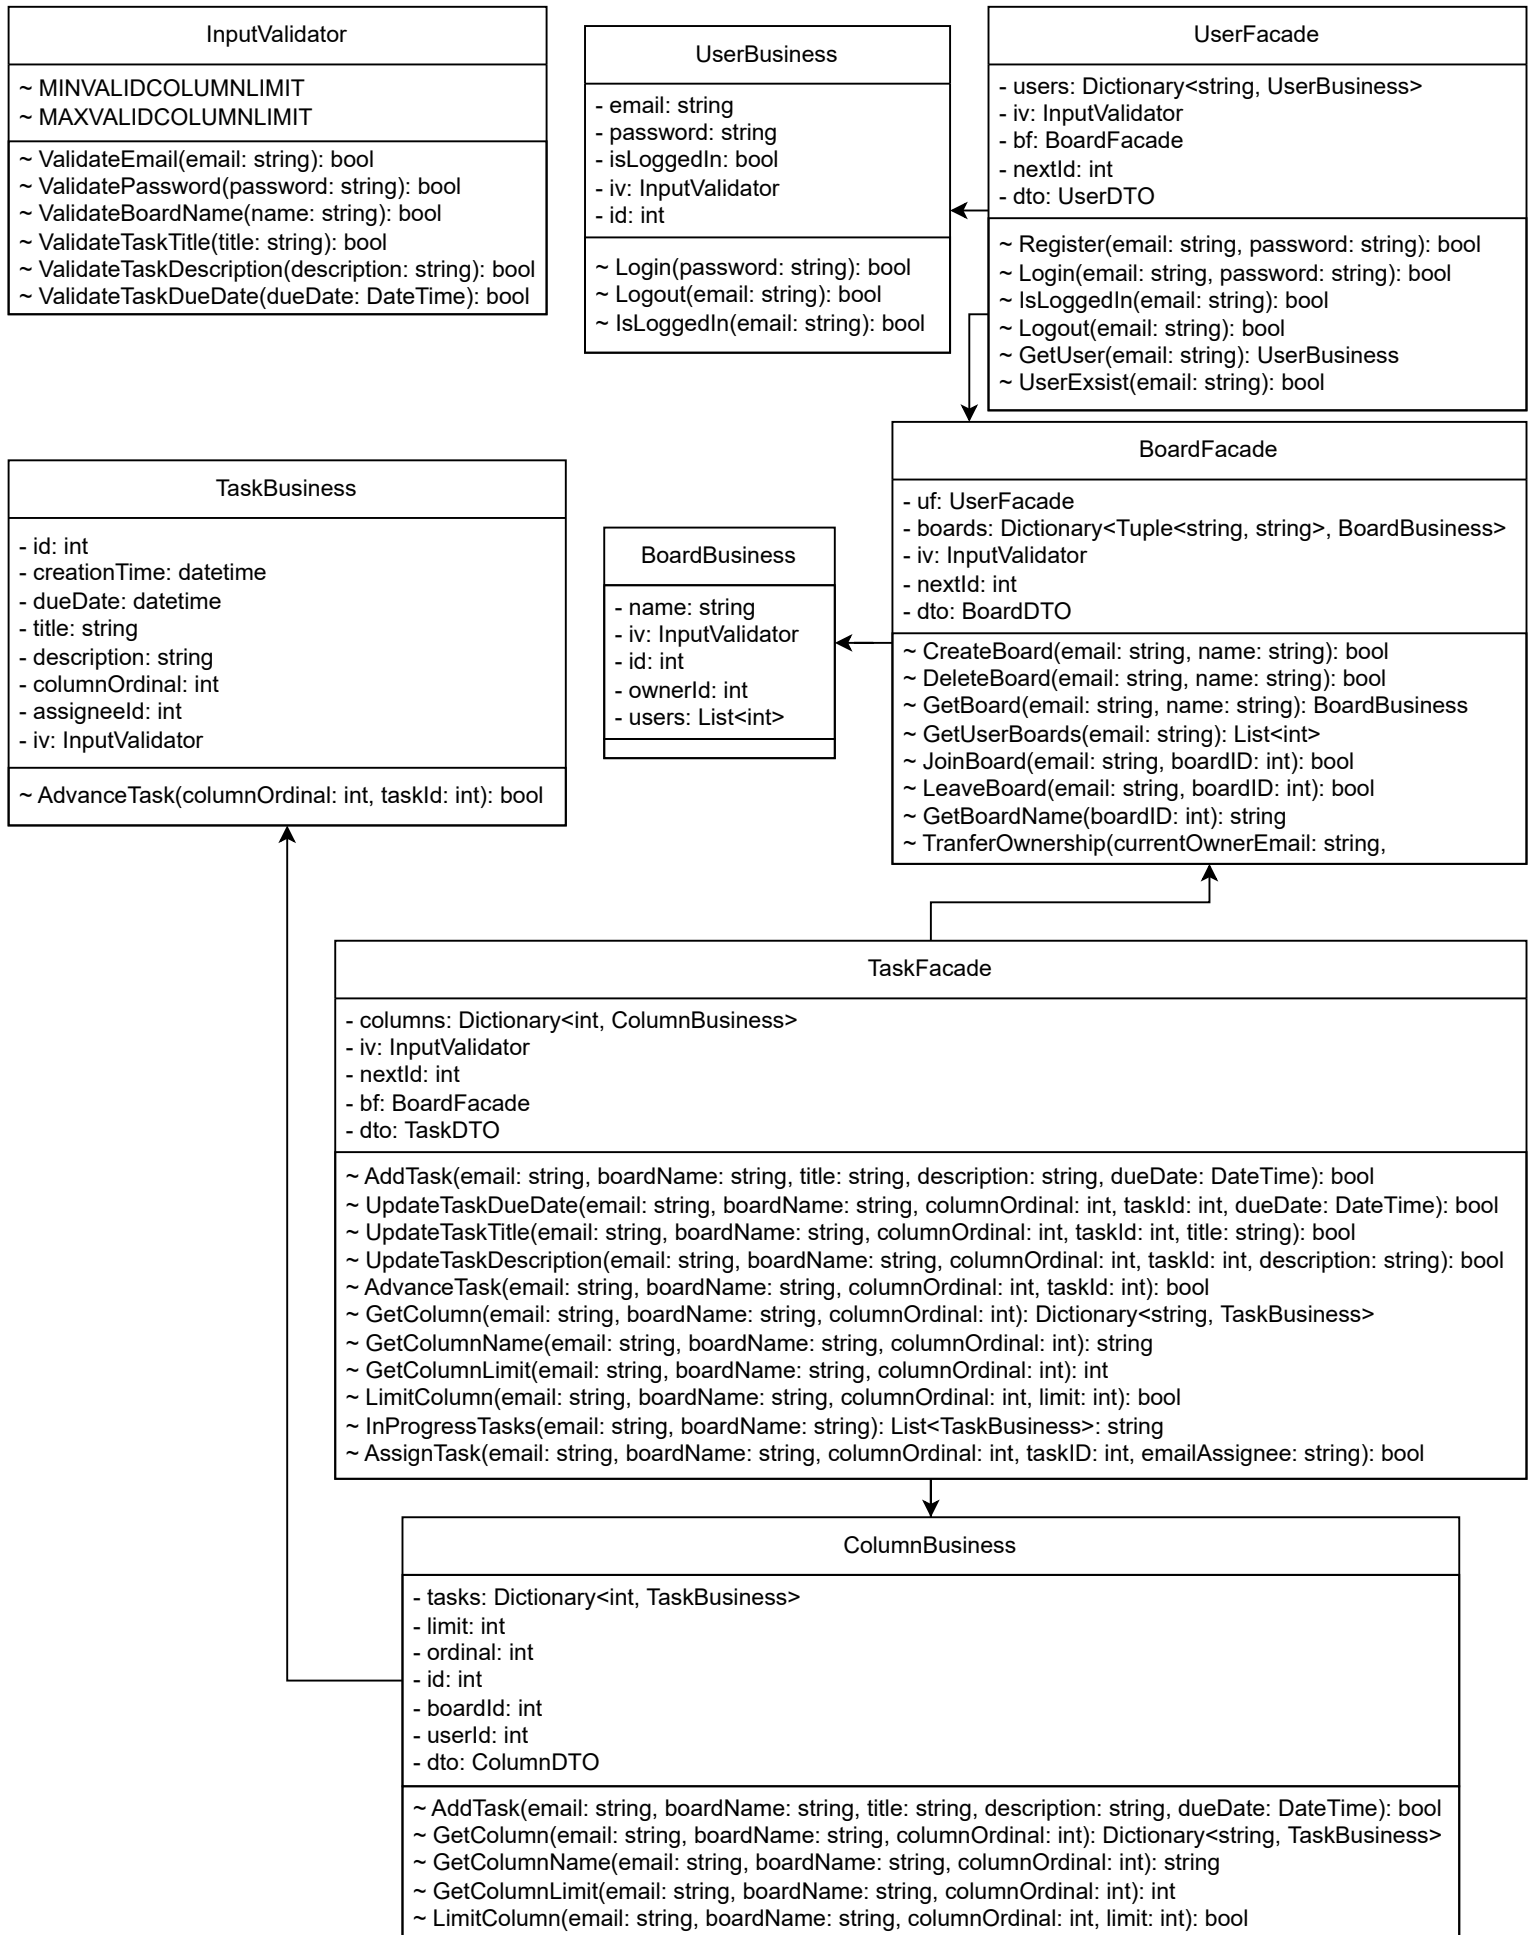 InputValidator
~ MINVALIDCOLUMNLIMIT
~ MAXVALIDCOLUMNLIMIT
~ ValidateEmail(email: string): bool
~ ValidatePassword(password: string): bool
~ ValidateBoardName(name: string): bool
~ ValidateTaskTitle(title: string): bool
~ ValidateTaskDescription(description: string): bool
~ ValidateTaskDueDate(dueDate: DateTime): bool
UserBusiness
- email: string
- password: string
- isLoggedIn: bool
- iv: InputValidator
- id: int
~ Login(password: string): bool
~ Logout(email: string): bool
~ IsLoggedIn(email: string): bool
UserFacade
- users: Dictionary<string, UserBusiness>
- iv: InputValidator
- bf: BoardFacade
- nextId: int
- dto: UserDTO
~ Register(email: string, password: string): bool
~ Login(email: string, password: string): bool
~ IsLoggedIn(email: string): bool
~ Logout(email: string): bool
~ GetUser(email: string): UserBusiness
~ UserExsist(email: string): bool
TaskBusiness
- id: int
- creationTime: datetime
- dueDate: datetime
- title: string
- description: string
- columnOrdinal: int
- assigneeId: int
- iv: InputValidator
~ AdvanceTask(columnOrdinal: int, taskId: int): bool
BoardBusiness
- name: string
- iv: InputValidator
- id: int
- ownerId: int
- users: List<int>
BoardFacade
- uf: UserFacade
- boards: Dictionary<Tuple<string, string>, BoardBusiness>
- iv: InputValidator
- nextId: int
- dto: BoardDTO
~ CreateBoard(email: string, name: string): bool
~ DeleteBoard(email: string, name: string): bool
~ GetBoard(email: string, name: string): BoardBusiness
~ GetUserBoards(email: string): List<int>
~ JoinBoard(email: string, boardID: int): bool
~ LeaveBoard(email: string, boardID: int): bool
~ GetBoardName(boardID: int): string
~ TranferOwnership(currentOwnerEmail: string,
TaskFacade
- columns: Dictionary<int, ColumnBusiness>
- iv: InputValidator
- nextId: int
- bf: BoardFacade
- dto: TaskDTO
~ AddTask(email: string, boardName: string, title: string, description: string, dueDate: DateTime): bool
~ UpdateTaskDueDate(email: string, boardName: string, columnOrdinal: int, taskId: int, dueDate: DateTime): bool
~ UpdateTaskTitle(email: string, boardName: string, columnOrdinal: int, taskId: int, title: string): bool
~ UpdateTaskDescription(email: string, boardName: string, columnOrdinal: int, taskId: int, description: string): bool
~ AdvanceTask(email: string, boardName: string, columnOrdinal: int, taskId: int): bool
~ GetColumn(email: string, boardName: string, columnOrdinal: int): Dictionary<string, TaskBusiness>
~ GetColumnName(email: string, boardName: string, columnOrdinal: int): string
~ GetColumnLimit(email: string, boardName: string, columnOrdinal: int): int
~ LimitColumn(email: string, boardName: string, columnOrdinal: int, limit: int): bool
~ InProgressTasks(email: string, boardName: string): List<TaskBusiness>: string
~ AssignTask(email: string, boardName: string, columnOrdinal: int, taskID: int, emailAssignee: string): bool
ColumnBusiness
- tasks: Dictionary<int, TaskBusiness>
- limit: int
- ordinal: int
- id: int
- boardId: int
- userId: int
- dto: ColumnDTO
~ AddTask(email: string, boardName: string, title: string, description: string, dueDate: DateTime): bool
~ GetColumn(email: string, boardName: string, columnOrdinal: int): Dictionary<string, TaskBusiness>
~ GetColumnName(email: string, boardName: string, columnOrdinal: int): string
~ GetColumnLimit(email: string, boardName: string, columnOrdinal: int): int
~ LimitColumn(email: string, boardName: string, columnOrdinal: int, limit: int): bool